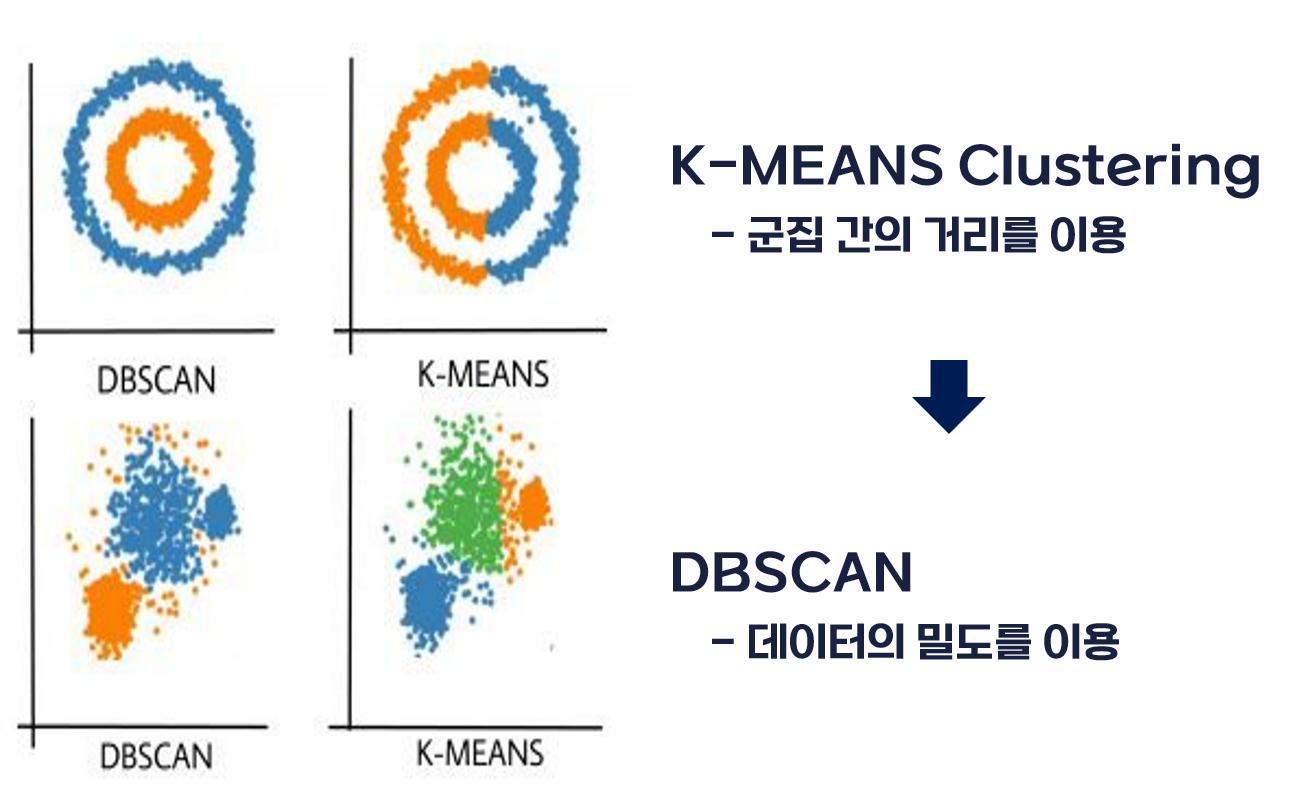 DBSCAN
K-MEANS
DBSCAN
K-MEANS
K-MEANS Clustering
- 군집 간의 거리를 이용
DBSCAN
- 데이터의 밀도를 이용